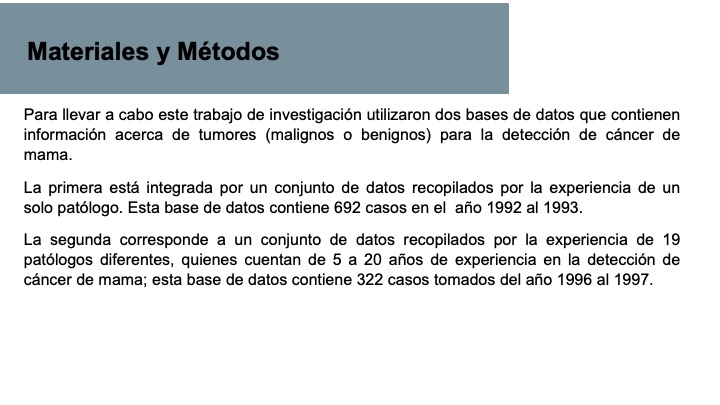 Materiales y Métodos
Para llevar a cabo este trabajo de investigación utilizaron dos bases de datos que contienen
información acerca de tumores (malignos o benignos) para la detección de cáncer de
mama.
La primera está integrada por un conjunto de datos recopilados por la experiencia de un
solo patólogo. Esta base de datos contiene 692 casos en el  año 1992 al 1993.
La segunda corresponde a un conjunto de datos recopilados por la experiencia de 19
patólogos diferentes, quienes cuentan de 5 a 20 años de experiencia en la detección de
cáncer de mama; esta base de datos contiene 322 casos tomados del año 1996 al 1997.